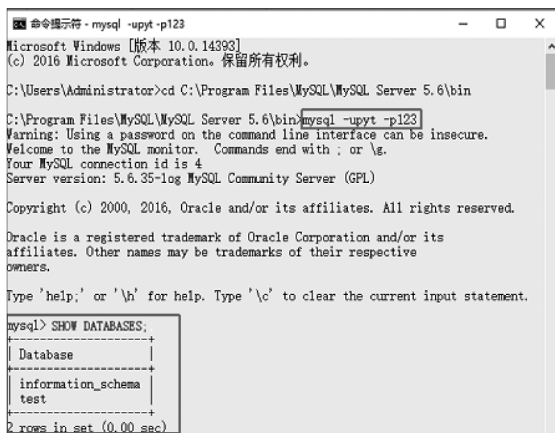 命令提示符 - mysql -upyt -p123
Microsoft Windows [版本 10.0.14393]
(c) 2016 Microsoft Corporation。保留所有权利。
C:\Users\Administrator>cd C:\Program Files\MySQL\MySQL Server 5.6\bin
C:\Program Files\MySQL\MySQL Server 5.6\bin>mysql -upyt -p123
Warning: Using a password on the command line interface can be insecure.
Welcome to the MySQL monitor.  Commands end with ; or \g.
Your MySQL connection id is 4
Server version: 5.6.35-log MySQL Community Server (GPL)
Copyright (c) 2000, 2016, Oracle and/or its affiliates. All rights reserved.
Oracle is a registered trademark of Oracle Corporation and/or its
affiliates. Other names may be trademarks of their respective
owners.
Type 'help;' or '\h' for help. Type '\c' to clear the current input statement.
mysql> SHOW DATABASES;
+--------------------+
| Database           |
+--------------------+
| information_schema |
| test               |
+--------------------+
2 rows in set (0.00 sec)